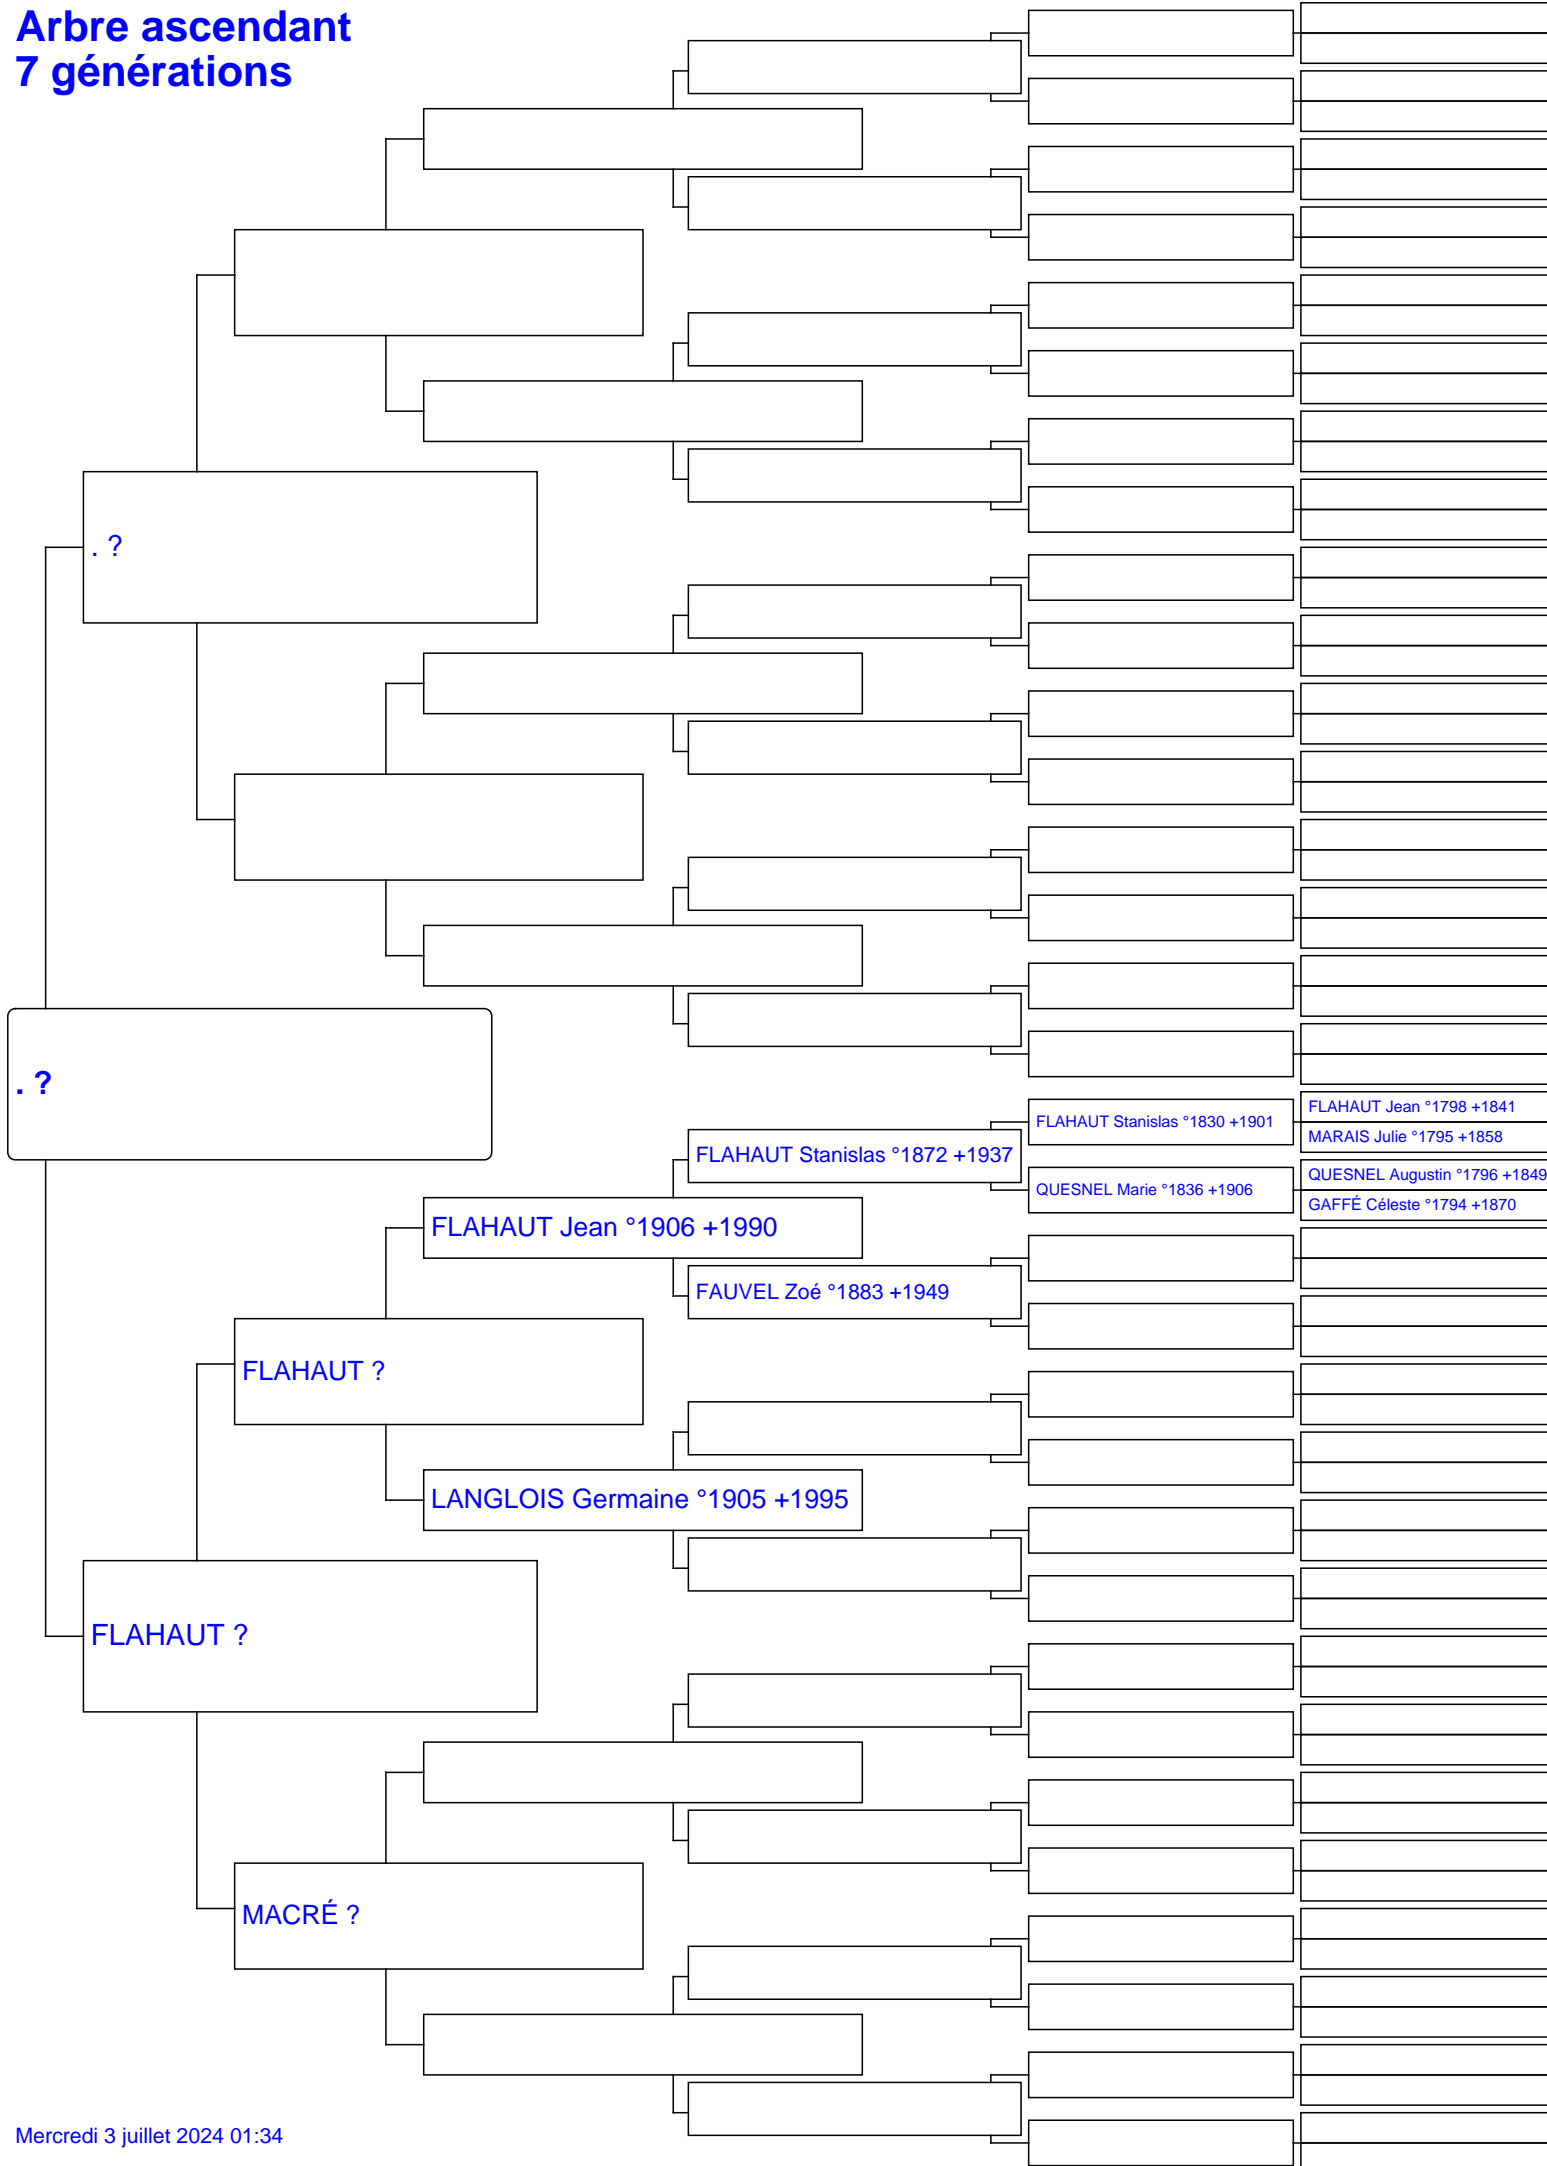 Arbre ascendant
7 générations
. ?
. ?
FLAHAUT Stanislas °1830 +1901
FLAHAUT Jean °1798 +1841
MARAIS Julie °1795 +1858
FLAHAUT Stanislas °1872 +1937
QUESNEL Marie °1836 +1906
QUESNEL Augustin °1796 +1849
GAFFÉ Céleste °1794 +1870
FLAHAUT Jean °1906 +1990
FAUVEL Zoé °1883 +1949
FLAHAUT ?
LANGLOIS Germaine °1905 +1995
FLAHAUT ?
MACRÉ ?
Mercredi 3 juillet 2024 01:34